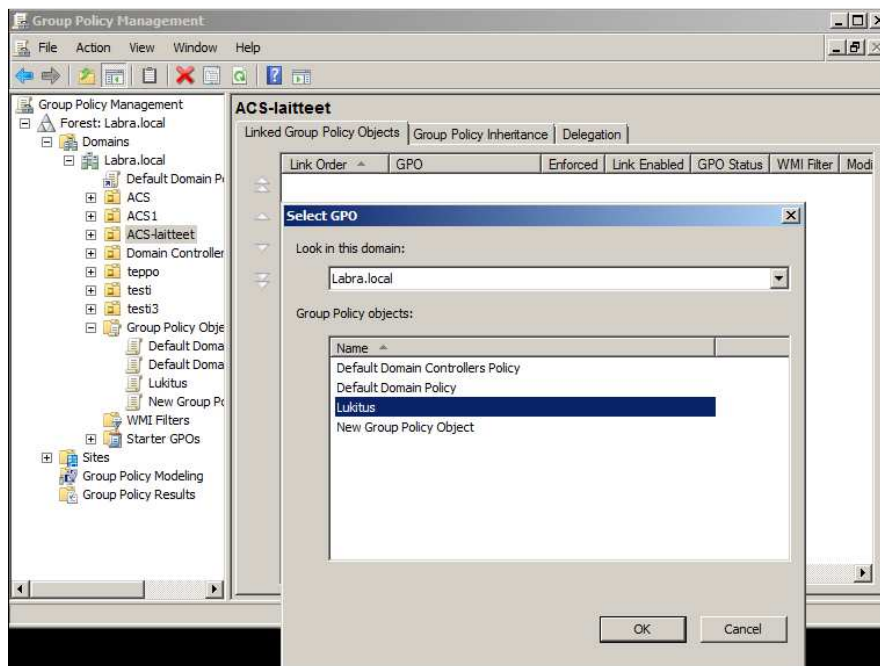 Group Policy Management
File Action View Window Help
Group Policy Management
Forest: Labra.local
Domains
Labra.local
Default Domain P
ACS
ACS1
ACS-laitteet
Domain Controller
teppo
testi
testi3
Group Policy Obje
Default Doma
Default Doma
Lukitus
New Group Po
WMI Filters
Starter GPOs
Sites
Group Policy Modeling
Group Policy Results
ACS-laitteet
Linked Group Policy Objects Group Policy Inheritance Delegation
Link Order GPO Enforced Link Enabled GPO Status WMI Filter Modi
Select GPO
Look in this domain:
Labra.local
Group Policy objects:
Name
Default Domain Controllers Policy
Default Domain Policy
Lukitus
New Group Policy Object
OK Cancel